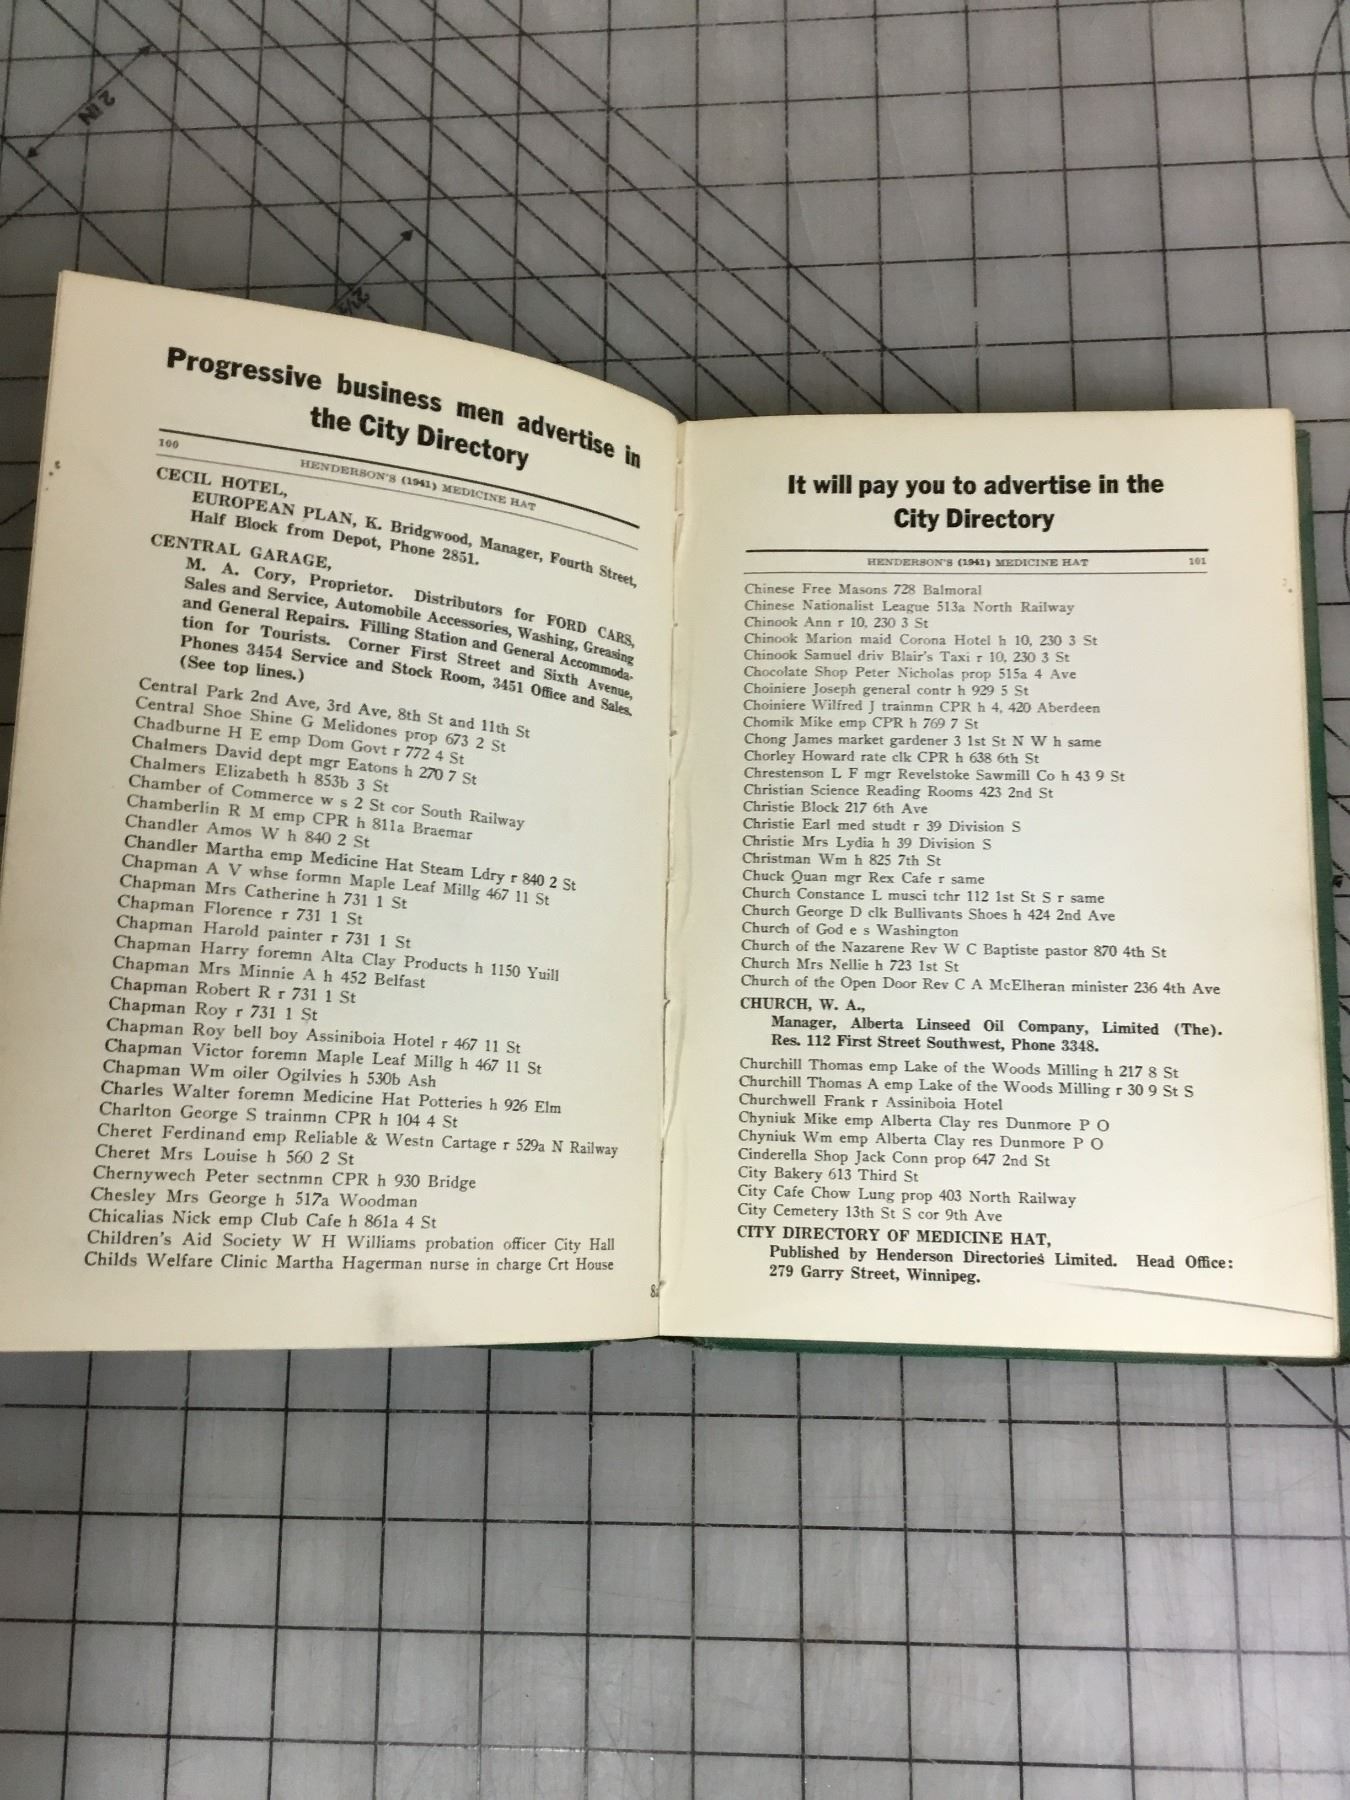 2 IN
Progressive business men advertise in
the City Directory
100
HENDERSON'S (1941) MEDICINE HAT
CECIL HOTEL,
EUROPEAN PLAN, K. Bridgwood, Manager, Fourth Street,
Half Block from Depot, Phone 2851.
CENTRAL GARAGE,
M. A. Cory, Proprietor. Distributors for FORD CARS,
Sales and Service, Automobile Accessories, Washing, Greasing
and General Repairs. Filling Station and General Accommoda-
tion for Tourists. Corner First Street and Sixth Avenue,
Phones 3454 Service and Stock Room, 3451 Office and Sales.
(See top lines.)
Central Park 2nd Ave, 3rd Ave, 8th St and 11th St
Central Shoe Shine G Melidones prop 673 2 St
Chadburne H E emp Dom Govt r 772 4 St
Chalmers David dept mgr Eatons h 270 7 St
Chalmers Elizabeth h 853b 3 St
Chamber of Commerce w s 2 St cor South Railway
Chamberlin R M emp CPR h 811a Braemar
Chandler Amos W h 840 2 St
Chandler Martha emp Medicine Hat Steam Ldry r 840 2 St
Chapman A V whse formn Maple Leaf Millg 467 11 St
Chapman Mrs Catherine h 731 1 St
Chapman Florence r 731 1 St
Chapman Harold painter r 731 1 St
Chapman Harry foremn Alta Clay Products h 1150 Yuill
Chapman Mrs Minnie A h 452 Belfast
Chapman Robert R r 731 1 St
Chapman Roy r 731 1 St
Chapman Roy bell boy Assiniboia Hotel r 467 11 St
Chapman Victor foremn Maple Leaf Millg h 467 11 St
Chapman Wm oiler Ogilvies h 530b Ash
Charles Walter foremn Medicine Hat Potteries h 926 Elm
Charlton George S trainmn CPR h 104 4 St
Cheret Ferdinand emp Reliable & Westn Cartage r 529a N Railway
Cheret Mrs Louise h 560 2 St
Chernywech Peter sectnmn CPR h 930 Bridge
Chesley Mrs George h 517a Woodman
Chicalias Nick emp Club Cafe h 861a 4 St
Children's Aid Society W H Williams probation officer City Hall
Childs Welfare Clinic Martha Hagerman nurse in charge Crt House
It will pay you to advertise in the
City Directory
HENDERSON'S (1941) MEDICINE HAT 101
Chinese Free Masons 728 Balmoral
Chinese Nationalist League 513a North Railway
Chinook Ann r 10, 230 3 St
Chinook Marion maid Corona Hotel h 10, 230 3 St
Chinook Samuel driv Blair's Taxi r 10, 230 3 St
Chocolate Shop Peter Nicholas prop 515a 4 Ave
Choiniere Joseph general contr h 929 5 St
Choiniere Wilfred J trainmn CPR h 4, 420 Aberdeen
Chomik Mike emp CPR h 769 7 St
Chong James market gardener 3 1st St N W h same
Chorley Howard rate clk CPR h 638 6th St
Chrestenson L F mgr Revelstoke Sawmill Co h 43 9 St
Christian Science Reading Rooms 423 2nd St
Christie Block 217 6th Ave
Christie Earl med studt r 39 Division S
Christie Mrs Lydia h 39 Division S
Christman Wm h 825 7th St
Chuck Quan mgr Rex Cafe r same
Church Constance L musci tchr 112 1st St S r same
Church George D clk Bullivants Shoes h 424 2nd Ave
Church of God e s Washington
Church of the Nazarene Rev W C Baptiste pastor 870 4th St
Church Mrs Nellie h 723 1st St
Church of the Open Door Rev C A McElheran minister 236 4th Ave
CHURCH, W. A.,
Manager, Alberta Linseed Oil Company, Limited (The).
Res. 112 First Street Southwest, Phone 3348.
Churchill Thomas emp Lake of the Woods Milling h 217 8 St
Churchill Thomas A emp Lake of the Woods Milling r 30 9 St S
Churchwell Frank r Assiniboia Hotel
Chyniuk Mike emp Alberta Clay res Dunmore P O
Chyniuk Wm emp Alberta Clay res Dunmore P O
Cinderella Shop Jack Conn prop 647 2nd St
City Bakery 613 Third St
City Cafe Chow Lung prop 403 North Railway
City Cemetery 13th St S cor 9th Ave
CITY DIRECTORY OF MEDICINE HAT,
Published by Henderson Directories Limited. Head Office:
279 Garry Street, Winnipeg.